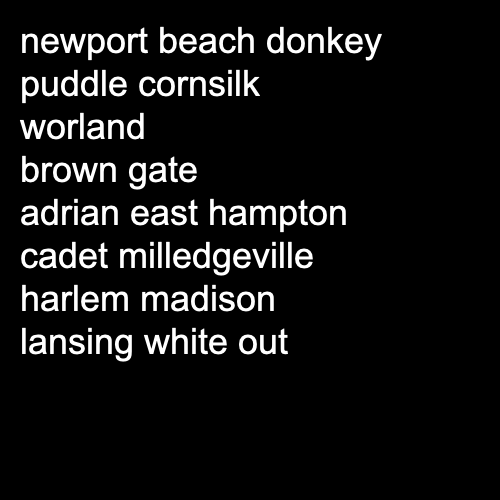 newport beach donkey
puddle cornsilk
worland
brown gate
adrian east hampton
cadet milledgeville
harlem madison
lansing white out